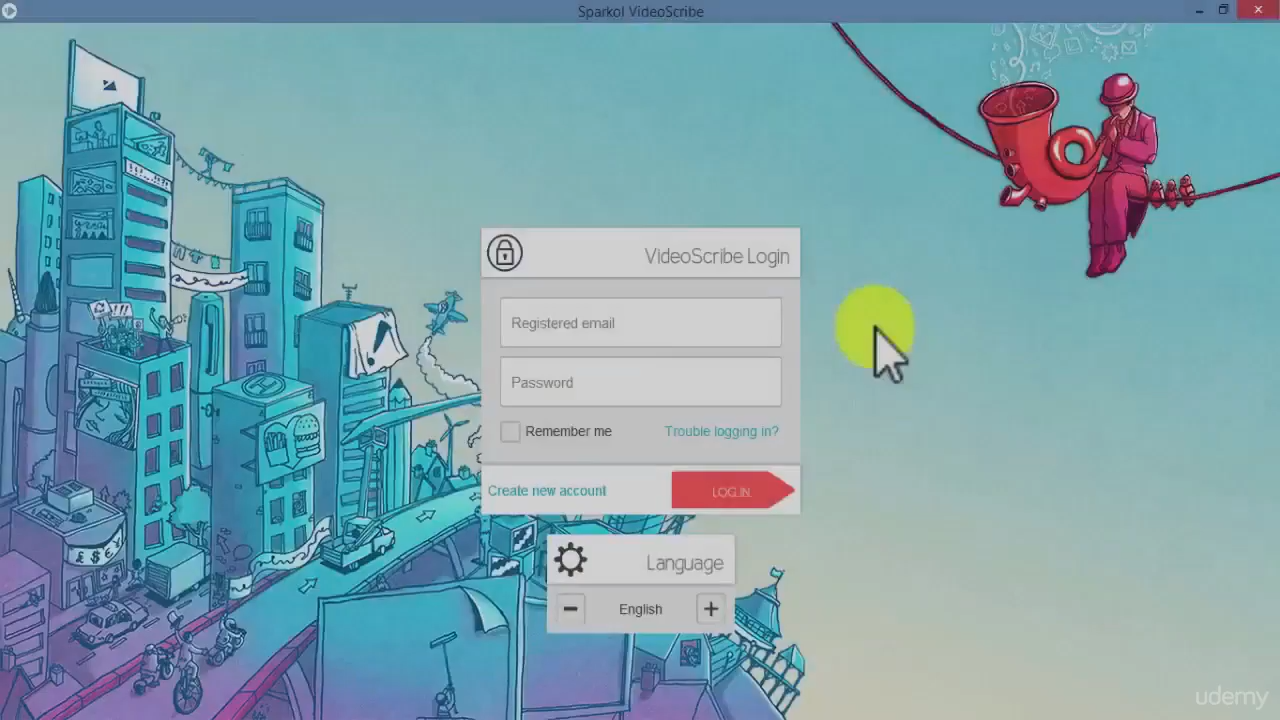 Sparkol VideoScribe
VideoScribe Login
Registered email
Password
Remember me
Trouble logging in?
Create new account
LOG IN
Language
English
udemy